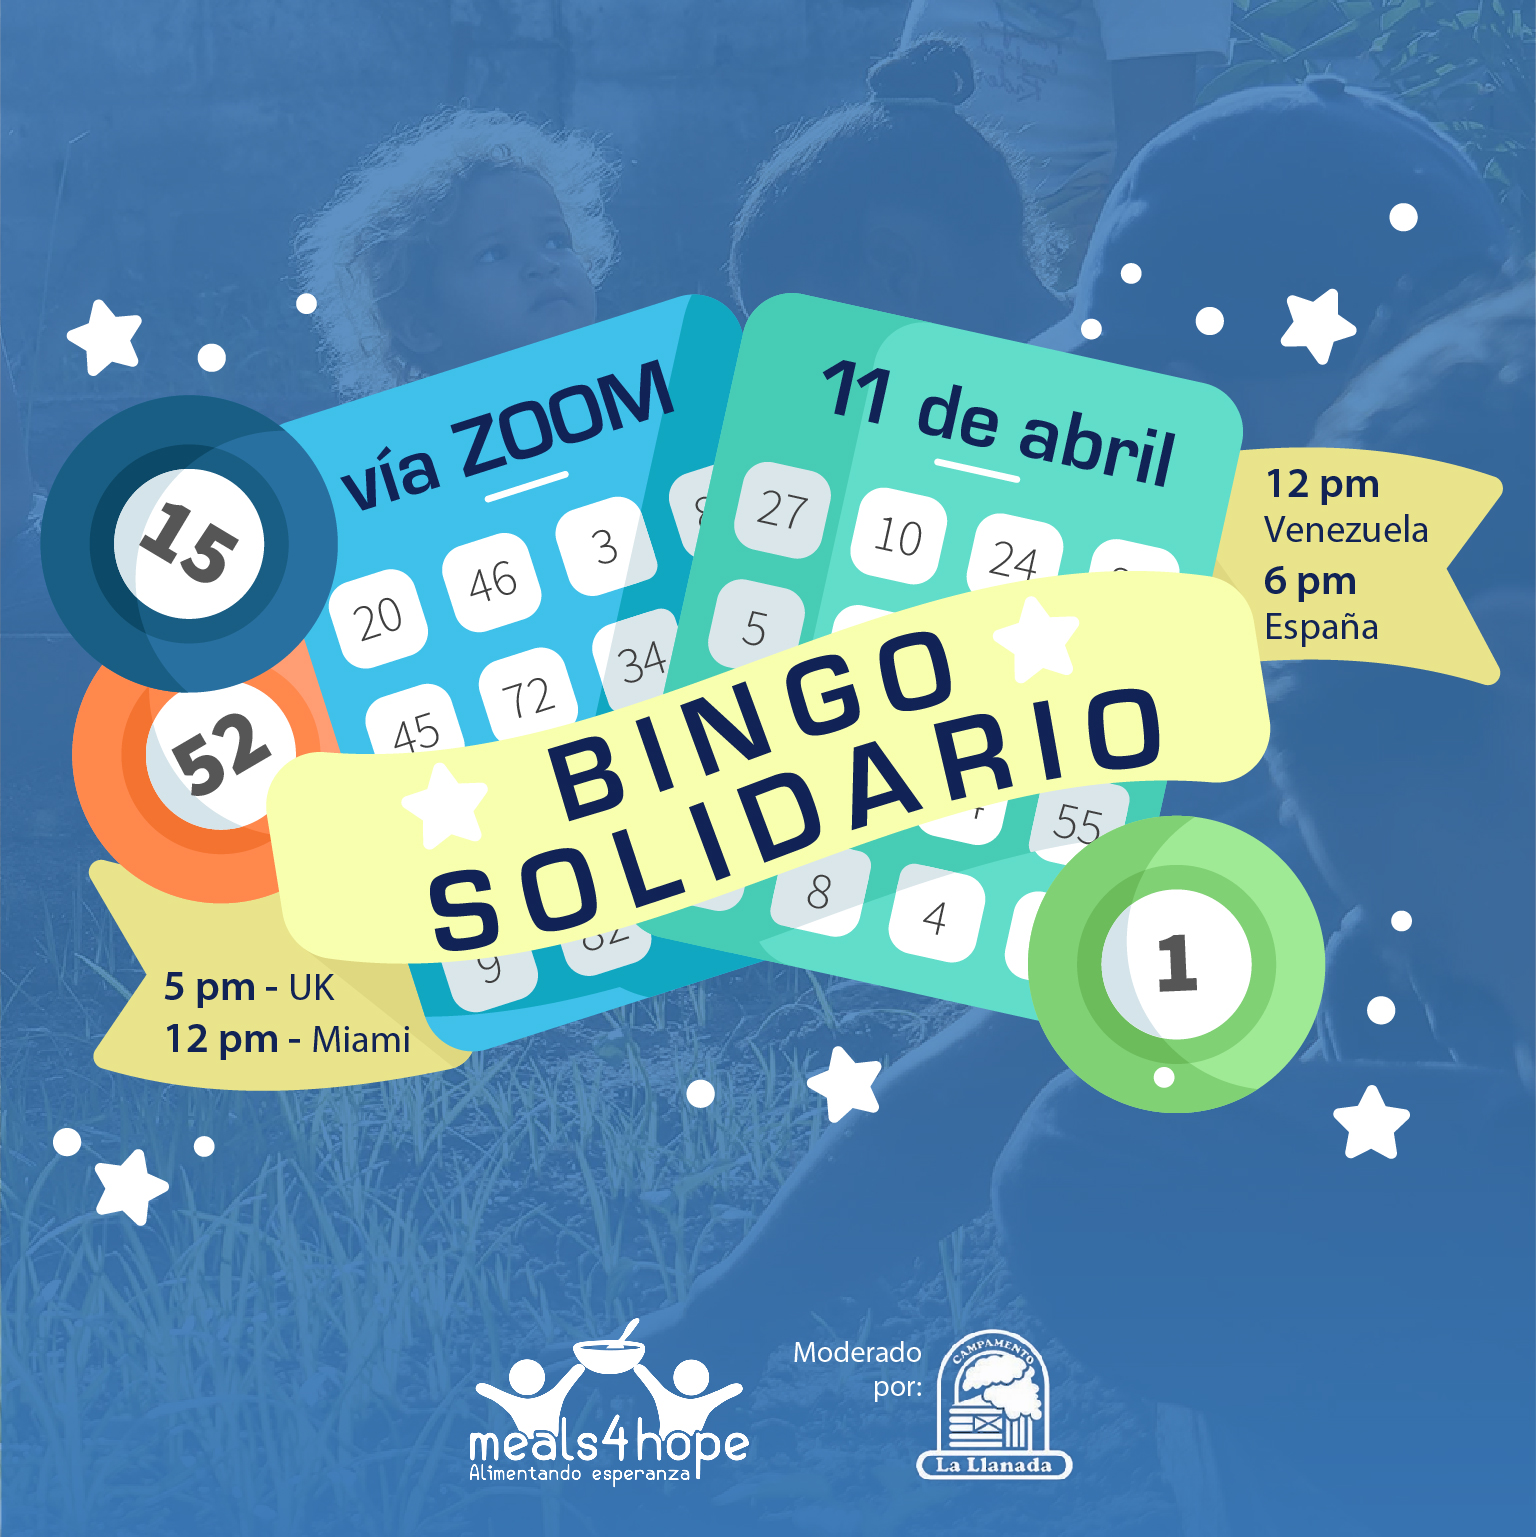 vía ZOOM
11 de abril
20 46 3
45 72 34
9
27 10 24
5
55
8 4
15
52
1
BINGO
SOLIDARIO
12 pm
Venezuela
6 pm
España
5 pm - UK
12 pm - Miami
meals4hope
Alimentando esperanza
Moderado
por:
CAMPAMENTO
La Llanada